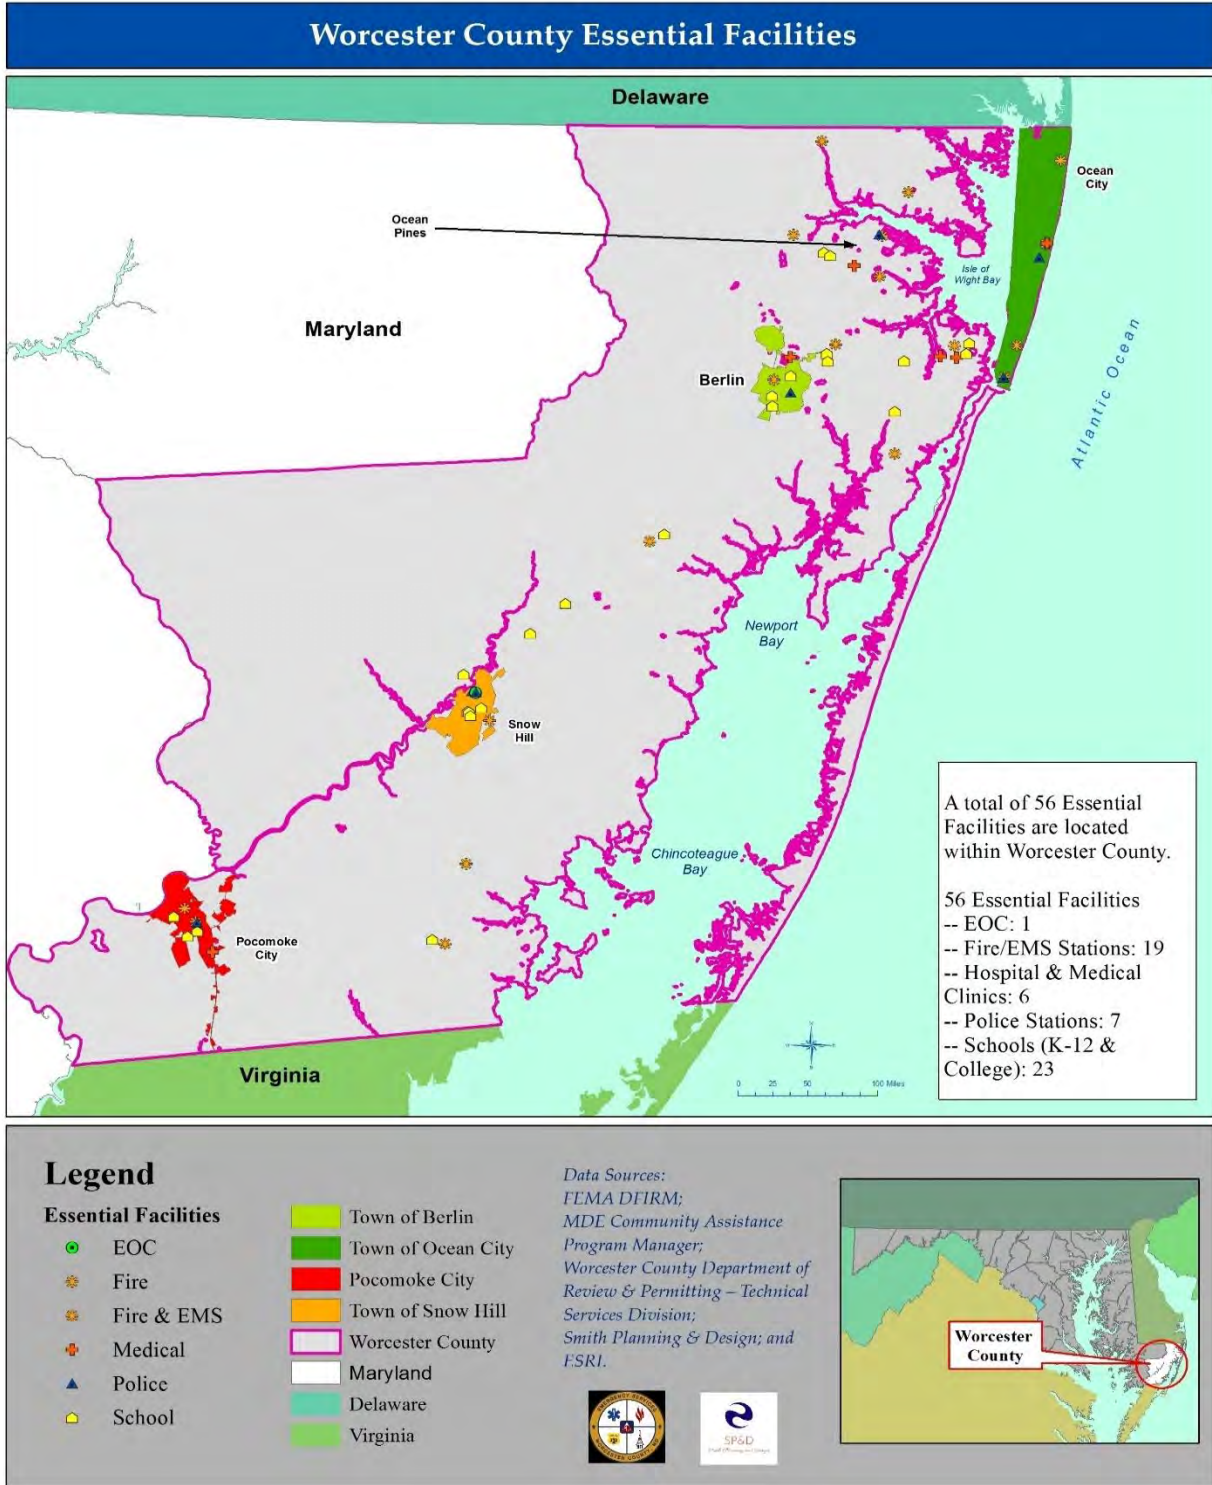 Worcester County Essential Facilities
Delaware
Ocean
City
Ocean
Pines
Isle of
Wight Bay
Maryland
Berlin
Atlantic Ocean
Newport
Bay
Snow
Hill
Chincoteague
Bay
Pocomoke
City
Virginia
0 25 50 100 Miles
A total of 56 Essential
Facilities are located
within Worcester County.
56 Essential Facilities
-- EOC: 1
-- Fire/EMS Stations: 19
-- Hospital & Medical
Clinics: 6
-- Police Stations: 7
-- Schools (K-12 &
College): 23
Legend
Essential Facilities
EOC
Fire
Fire & EMS
Medical
Police
School
Town of Berlin
Town of Ocean City
Pocomoke City
Town of Snow Hill
Worcester County
Maryland
Delaware
Virginia
Data Sources:
FEMA DFIRM;
MDE Community Assistance
Program Manager;
Worcester County Department of
Review & Permitting – Technical
Services Division;
Smith Planning & Design; and
ESRI.
EMERGENCY SERVICES
WORCESTER COUNTY, MD
SP&D
Worcester
County